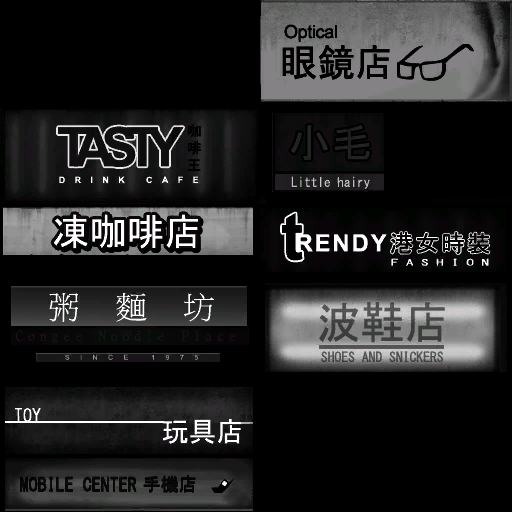 Optical
眼鏡店
TASTY
咖啡王
DRINK CAFE
小毛
Little hairy
凍咖啡店
tRENDY 港女時裝
FASHION
粥 麵 坊
Congee Noodle Place
SINCE 1975
波鞋店
SHOES AND SNICKERS
TOY
玩具店
MOBILE CENTER 手機店